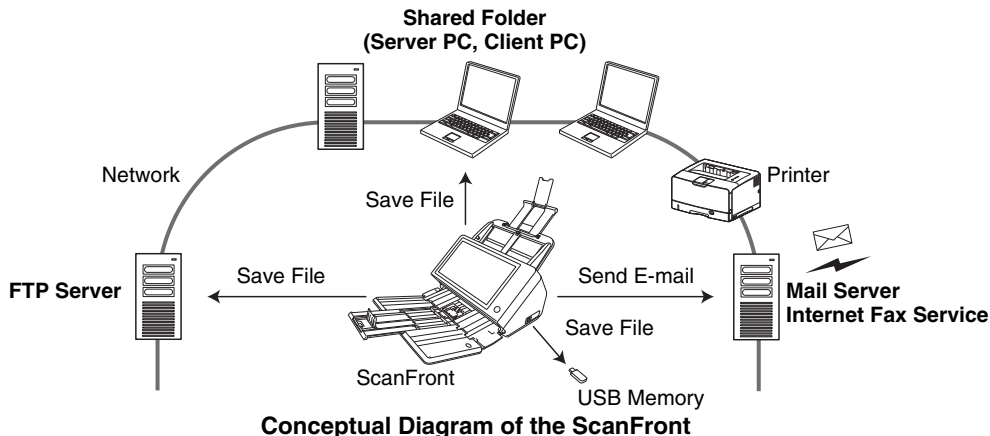 Shared Folder
(Server PC, Client PC)
Network
Printer
Save File
FTP Server
Save File
Send E-mail
Mail Server
Internet Fax Service
Save File
ScanFront
USB Memory
Conceptual Diagram of the ScanFront